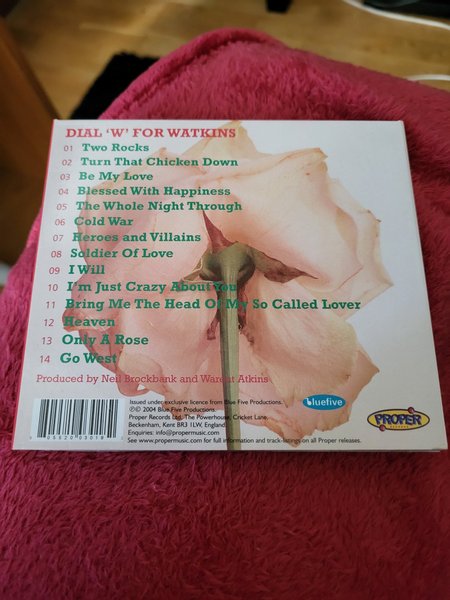 DIAL 'W' FOR WATKINS
01 Two Rocks
02 Turn That Chicken Down
03 Be My Love
04 Blessed With Happiness
05 The Whole Night Through
06 Cold War
07 Heroes and Villains
08 Soldier Of Love
09 I Will
10 I'm Just Crazy About You
11 Bring Me The Head Of My So Called Lover
12 Heaven
13 Only A Rose
14 Go West
Produced by Neil Brockbank and Atkins
Issued under exclusive licence from Blue Five Productions.
℗© 2004 Blue Five Productions.
Proper Records Ltd, The Powerhouse, Cricket Lane,
Beckenham, Kent BR3 1LW, England.
Enquiries: info@propermusic.com
See www.propermusic.com for full information and track-listings on all Proper releases.
bluefive
PROPER
RECORDS